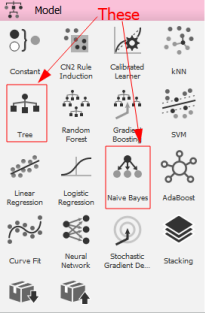 Model
These
Constant
CN2 Rule
Induction
Calibrated
Learner
kNN
Tree
Random
Forest
Gradient
Boosting
SVM
Linear
Regression
Logistic
Regression
Naive Bayes
AdaBoost
Curve Fit
Neural
Network
Stochastic
Gradient De...
Stacking